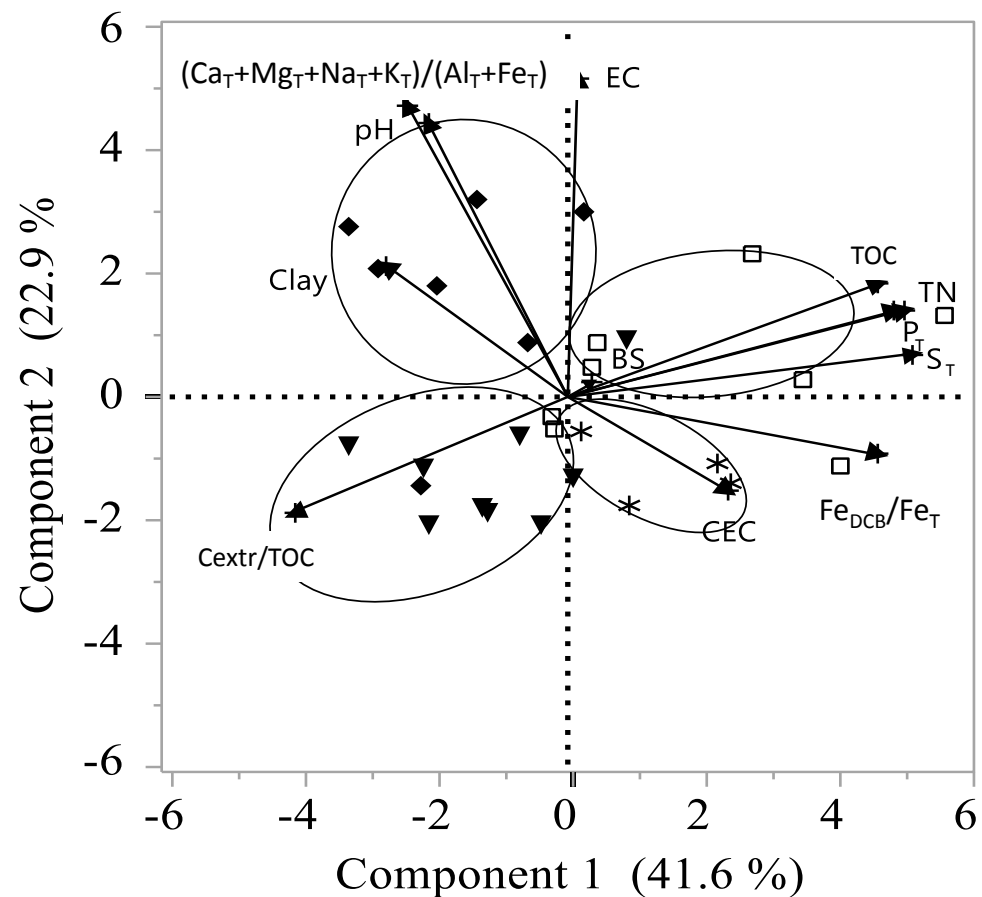 6
(CaT+MgT+NaT+KT)/(AlT+FeT)
EC
pH
4
Clay
TOC
2
TN
PT
BS
ST
0
FeDCB/FeT
-2
CEC
Cextr/TOC
-4
-6
-6 -4 -2 0 2 4 6
Component 1 (41.6 %)
Component 2 (22.9 %